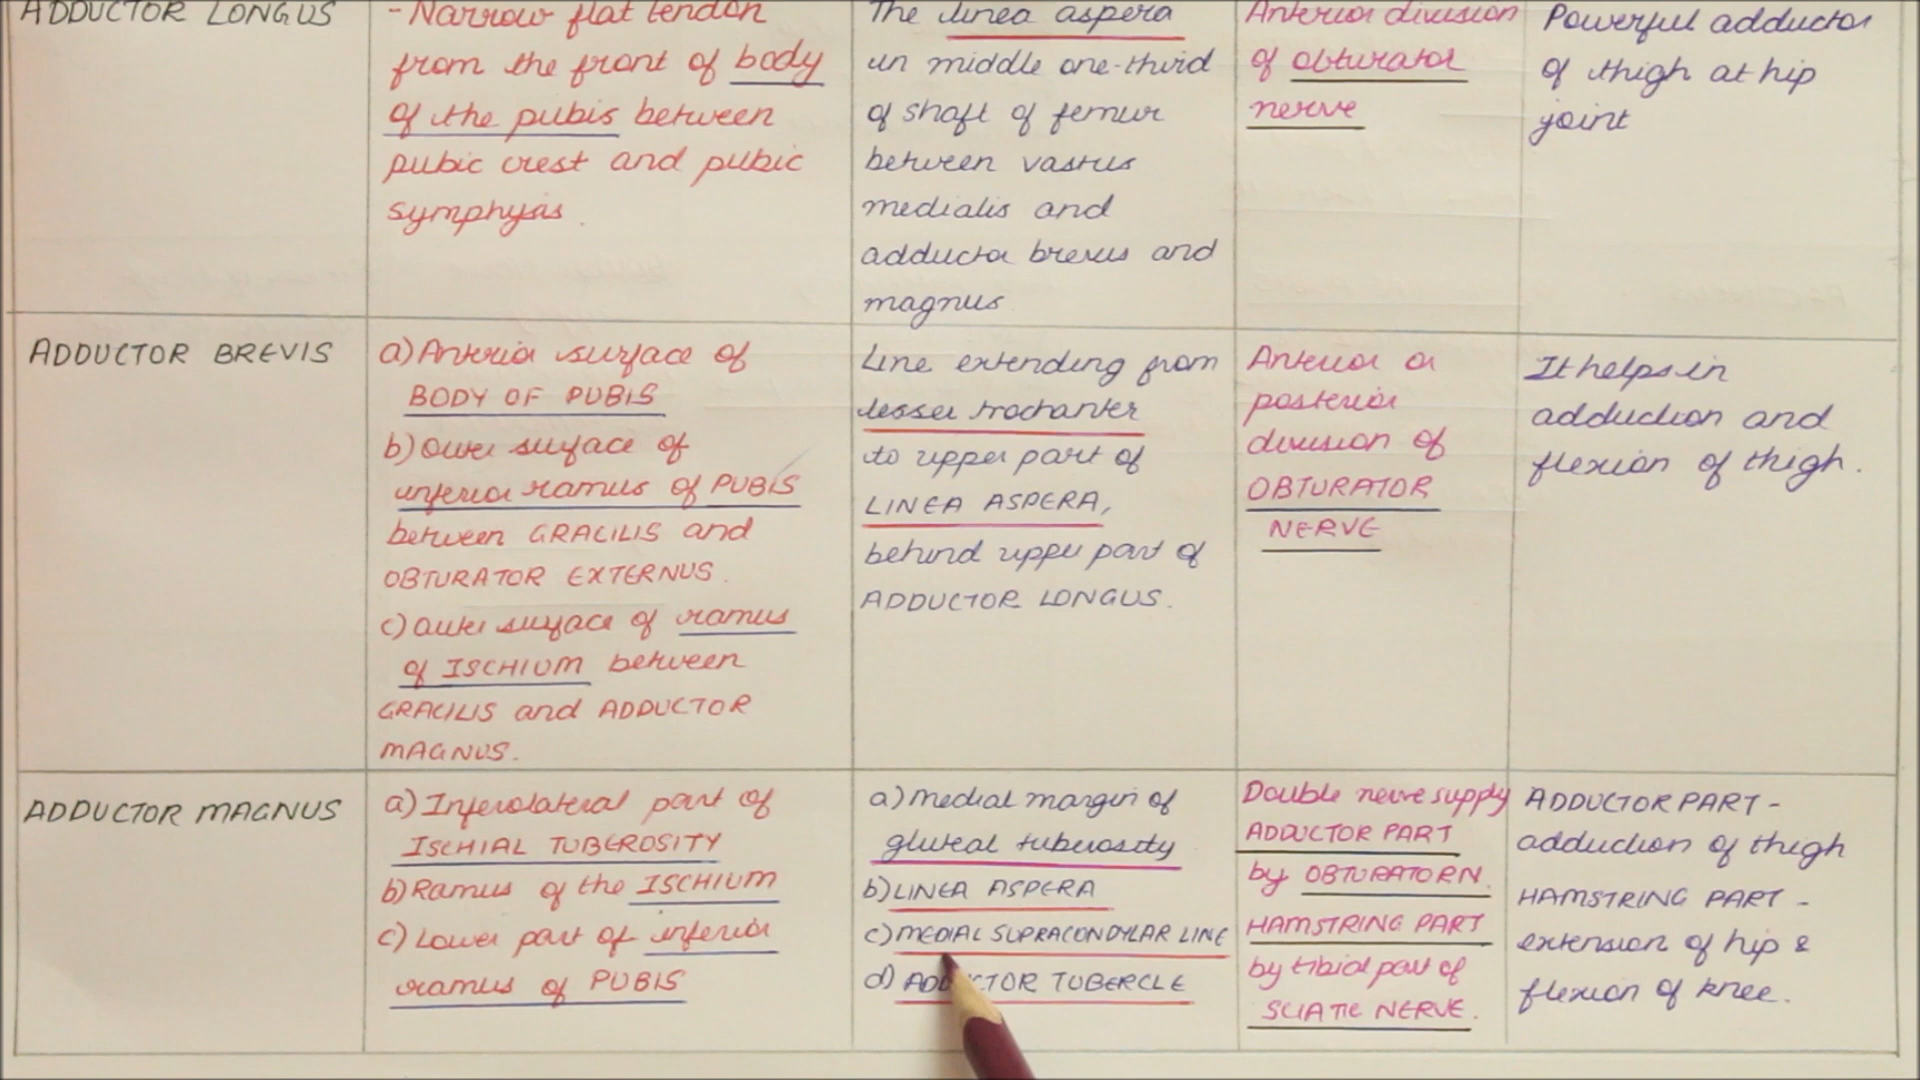 ADDUCTOR LONGUS
- Narrow flat tendon
from the front of body
of the pubis between
pubic crest and pubic
symphysis.
The linea aspera
in middle one-third
of shaft of femur
between vastus
medialis and
adductor brevis and
magnus
Anterior division
of obturator
nerve
Powerful adductor
of thigh at hip
joint
ADDUCTOR BREVIS
a) Anterior surface of
BODY OF PUBIS
b) Outer surface of
inferior ramus of PUBIS
between GRACILIS and
OBTURATOR EXTERNUS.
c) outer surface of ramus
of ISCHIUM between
GRACILIS and ADDUCTOR
MAGNUS.
Line extending from
lesser trochanter
to upper part of
LINEA ASPERA,
behind upper part of
ADDUCTOR LONGUS.
Anterior or
posterior
division of
OBTURATOR
NERVE
It helps in
adduction and
flexion of thigh.
ADDUCTOR MAGNUS
a) Inferolateral part of
ISCHIAL TUBEROSITY
b) Ramus of the ISCHIUM
c) Lower part of inferior
ramus of PUBIS
a) medial margin of
gluteal tuberosity
b) LINEA ASPERA
c) MEDIAL SUPRACONDYLAR LINE
d) ADDUCTOR TUBERCLE
Double nerve supply
ADDUCTOR PART
by OBTURATOR N.
HAMSTRING PART
by tibial part of
SCIATIC NERVE.
ADDUCTOR PART -
adduction of thigh
HAMSTRING PART -
extension of hip &
flexion of knee.